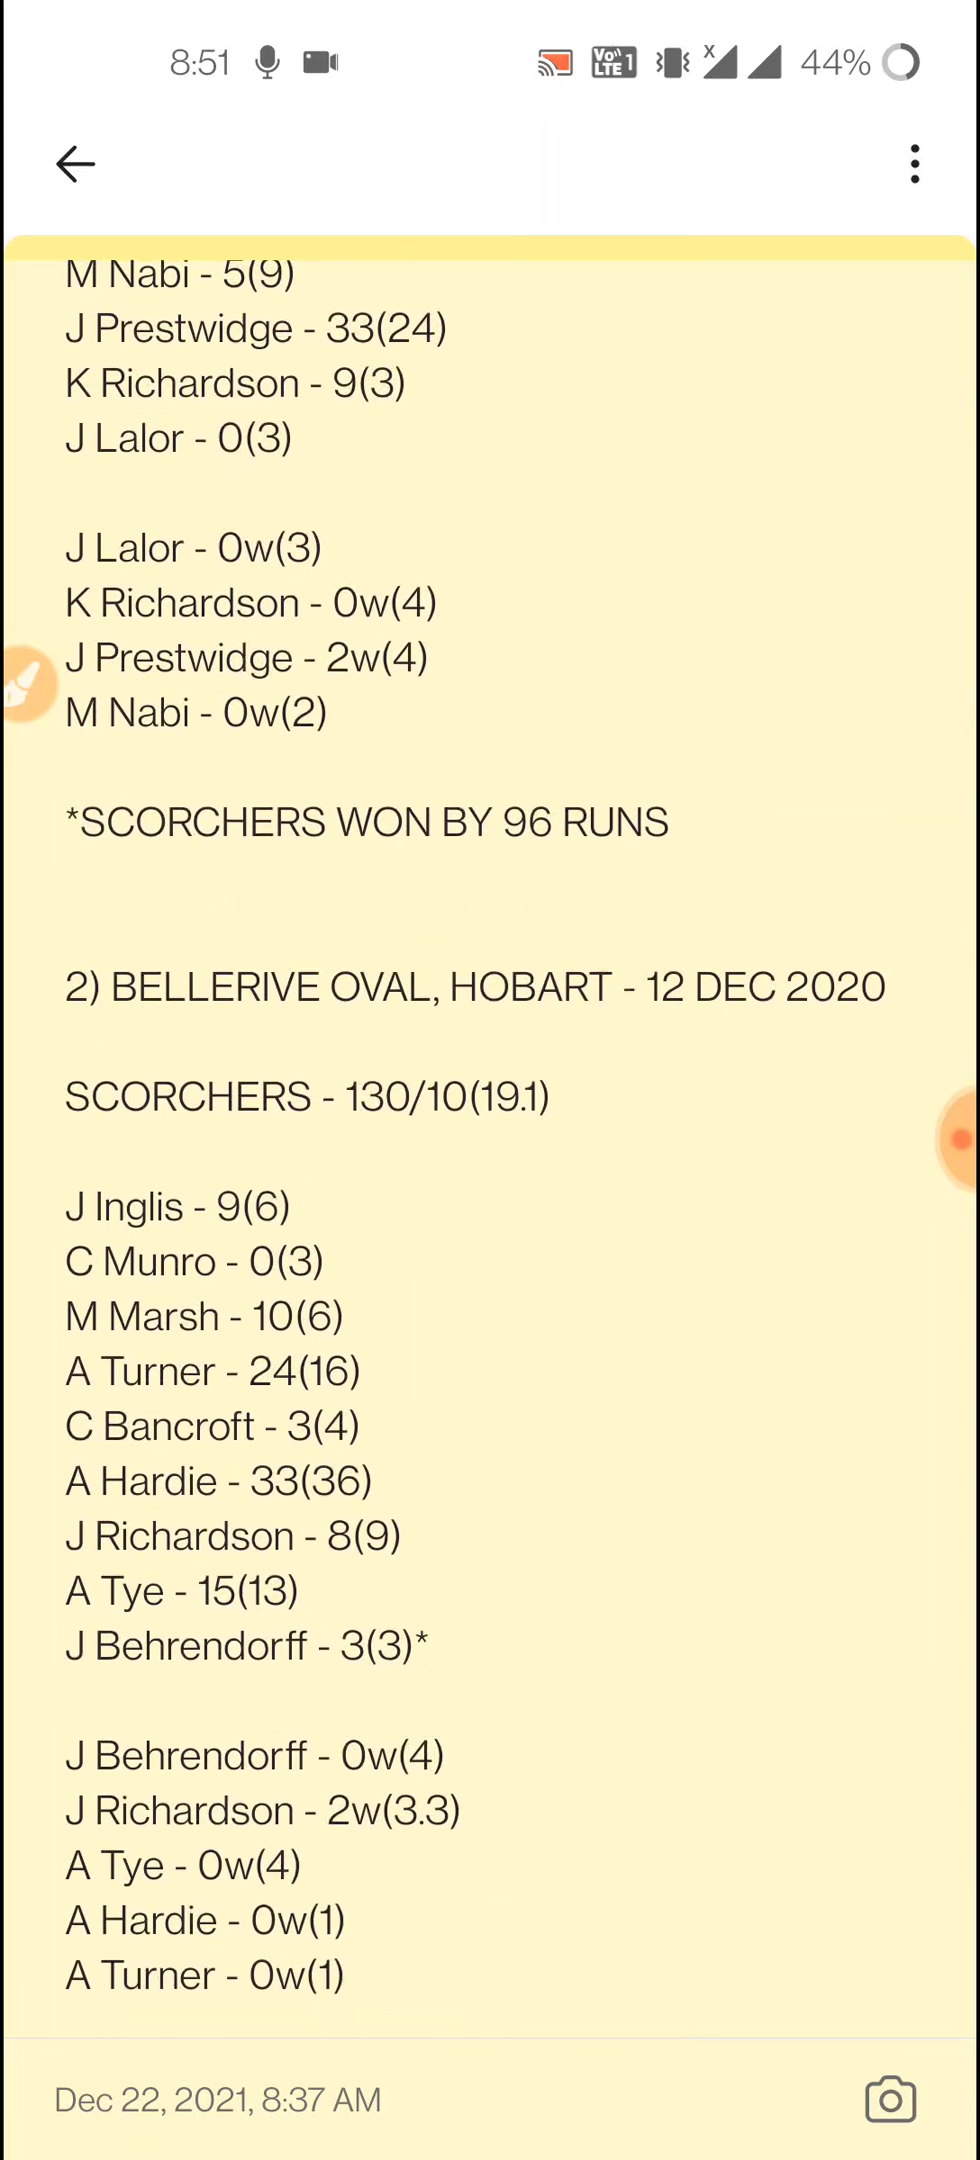 8:51 Vo)) LTE 1 x 44%
M Nabi - 5(9)
J Prestwidge - 33(24)
K Richardson - 9(3)
J Lalor - 0(3)
J Lalor - 0w(3)
K Richardson - 0w(4)
J Prestwidge - 2w(4)
M Nabi - 0w(2)
*SCORCHERS WON BY 96 RUNS
2) BELLERIVE OVAL, HOBART - 12 DEC 2020
SCORCHERS - 130/10(19.1)
J Inglis - 9(6)
C Munro - 0(3)
M Marsh - 10(6)
A Turner - 24(16)
C Bancroft - 3(4)
A Hardie - 33(36)
J Richardson - 8(9)
A Tye - 15(13)
J Behrendorff - 3(3)*
J Behrendorff - 0w(4)
J Richardson - 2w(3.3)
A Tye - 0w(4)
A Hardie - 0w(1)
A Turner - 0w(1)
Dec 22, 2021, 8:37 AM